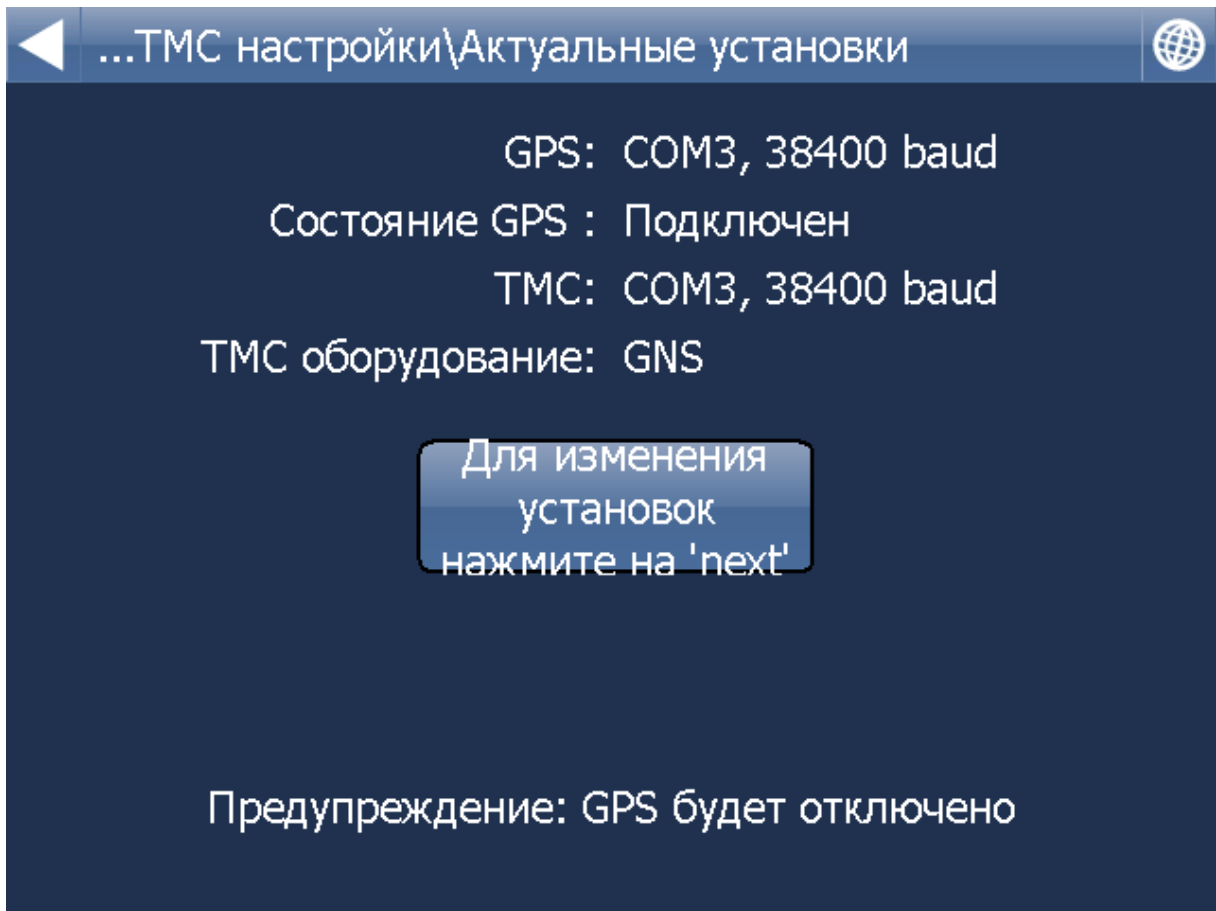 ...TMC настройки\Актуальные установки
GPS: COM3, 38400 baud
Состояние GPS : Подключен
TMC: COM3, 38400 baud
TMC оборудование: GNS
Для изменения
установок
нажмите на 'next'
Предупреждение: GPS будет отключено